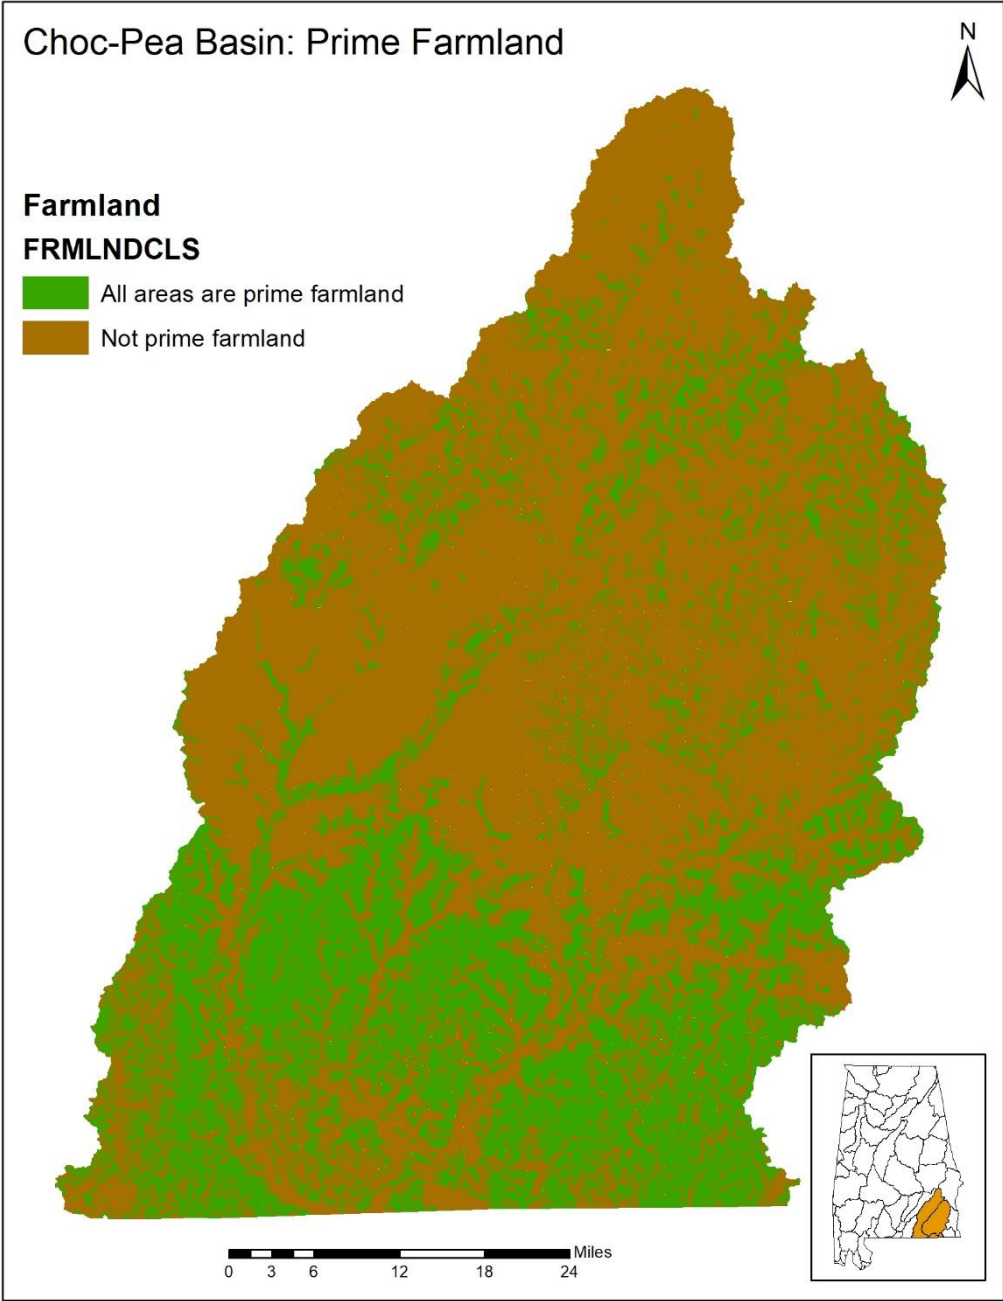 Choc-Pea Basin: Prime Farmland
N
Farmland
FRMLNDCLS
All areas are prime farmland
Not prime farmland
Miles
0 3 6 12 18 24